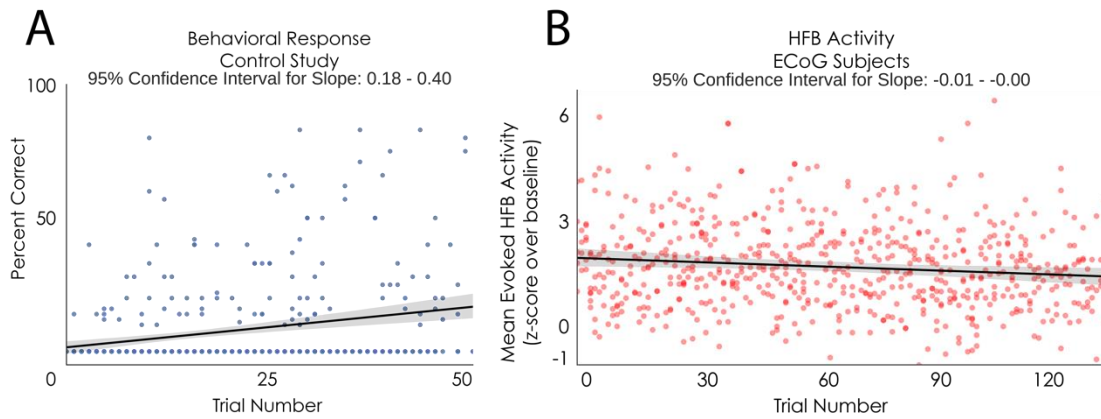 A
Behavioral Response
Control Study
95% Confidence Interval for Slope: 0.18 - 0.40
100
50
0
Percent Correct
0
25
50
Trial Number
B
HFB Activity
ECoG Subjects
95% Confidence Interval for Slope: -0.01 - -0.00
6
3
0
-1
Mean Evoked HFB Activity
(z-score over baseline)
0
30
60
90
120
Trial Number